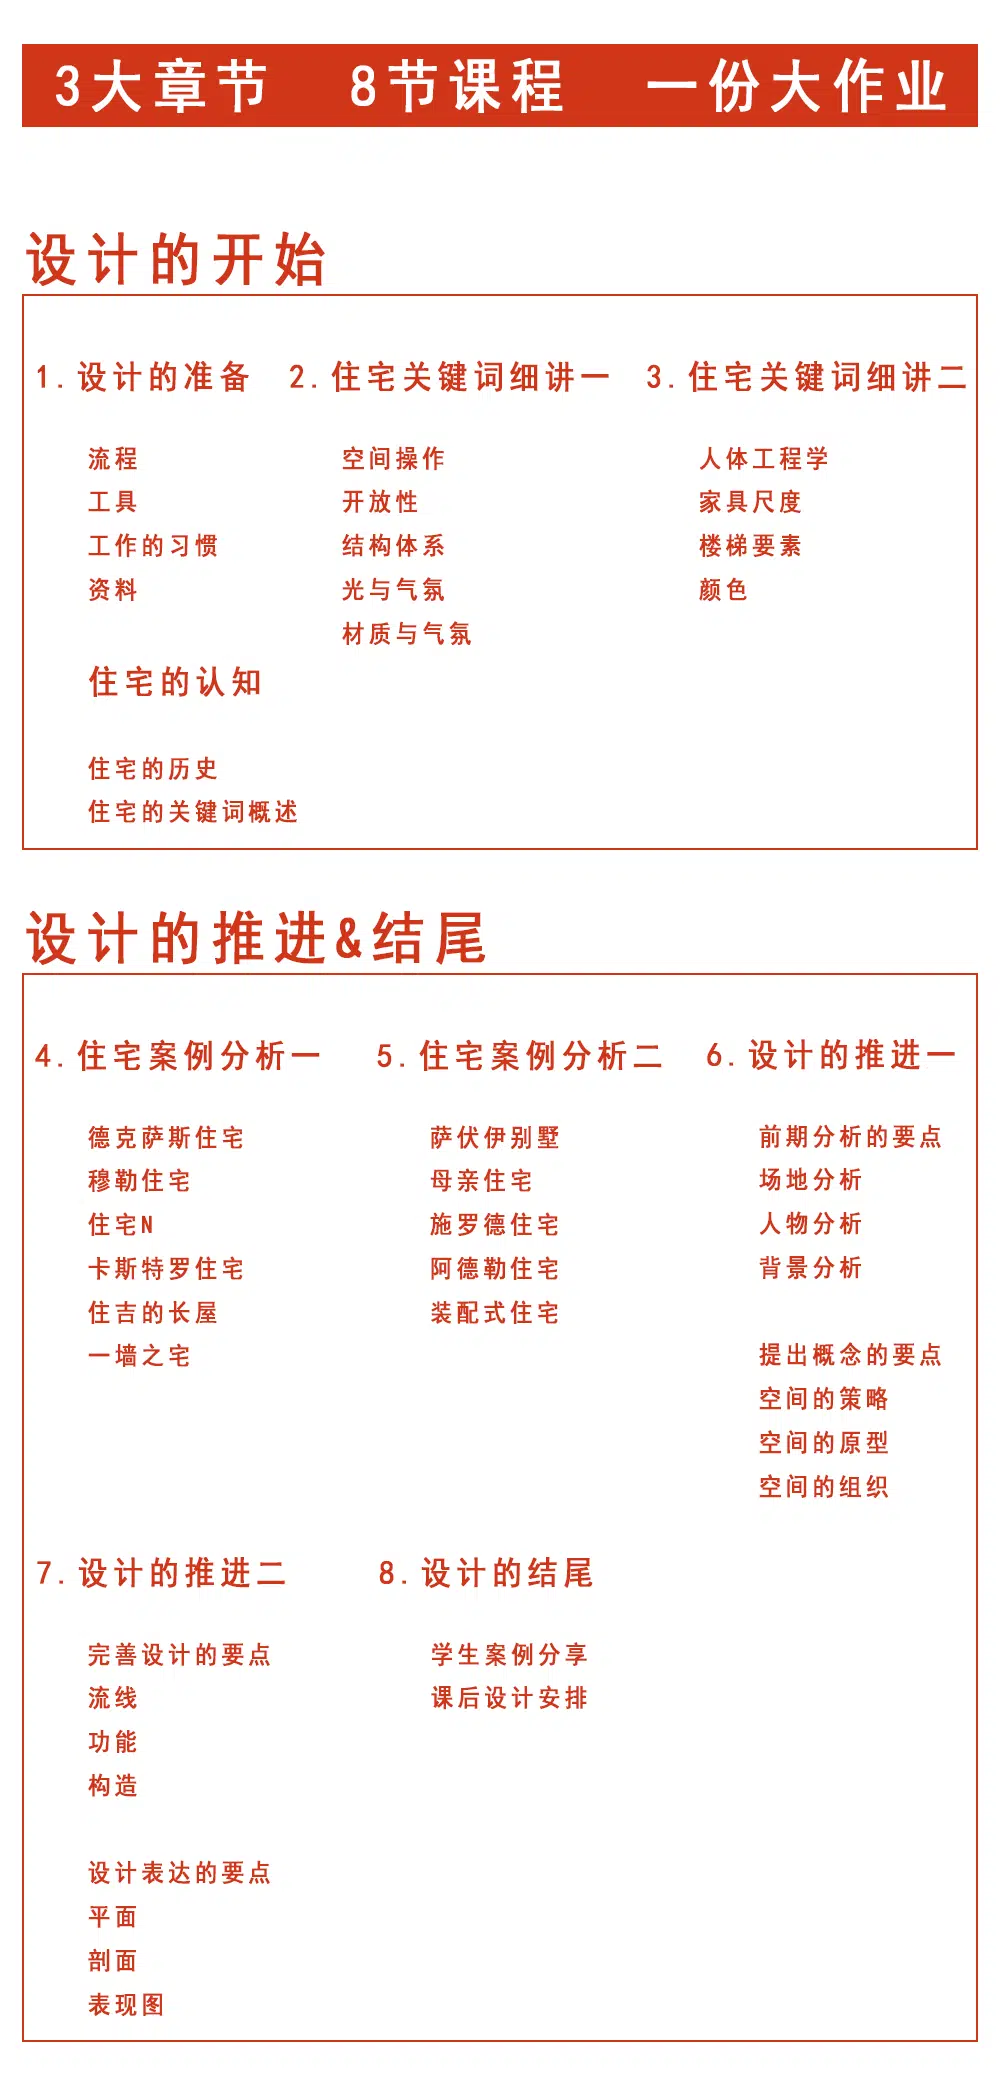 3大章节 8节课程 一份大作业
设计的开始
1.设计的准备
流程
工具
工作的习惯
资料
住宅的认知
住宅的历史
住宅的关键词概述
2.住宅关键词细讲一
空间操作
开放性
结构体系
光与气氛
材质与气氛
3.住宅关键词细讲二
人体工程学
家具尺度
楼梯要素
颜色
设计的推进&结尾
4.住宅案例分析一
德克萨斯住宅
穆勒住宅
住宅N
卡斯特罗住宅
住吉的长屋
一墙之宅
5.住宅案例分析二
萨伏伊别墅
母亲住宅
施罗德住宅
阿德勒住宅
装配式住宅
6.设计的推进一
前期分析的要点
场地分析
人物分析
背景分析
提出概念的要点
空间的策略
空间的原型
空间的组织
7.设计的推进二
完善设计的要点
流线
功能
构造
设计表达的要点
平面
剖面
表现图
8.设计的结尾
学生案例分享
课后设计安排